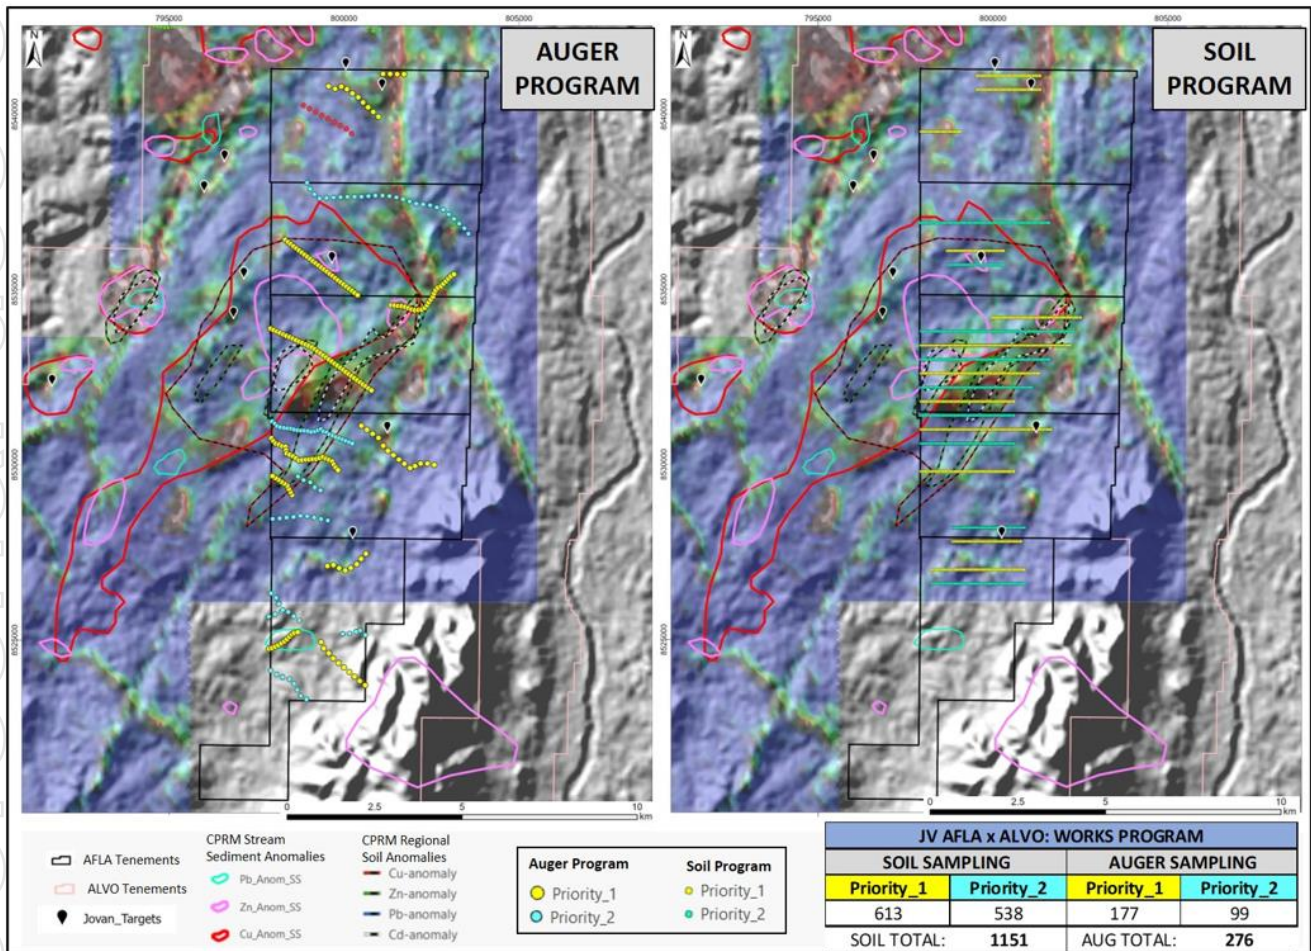 795000
800000
805000
795000
800000
805000
N
AUGER
PROGRAM
N
SOIL
PROGRAM
8540000
8535000
8530000
8525000
8540000
8535000
8530000
8525000
0
2.5
5
10
km
0
2.5
5
10
km
AFLA Tenements
ALVO Tenements
Jovan_Targets
CPRM Stream
Sediment Anomalies
Pb_Anom_SS
Zn_Anom_SS
Cu_Anom_SS
CPRM Regional
Soil Anomalies
Cu-anomaly
Zn-anomaly
Pb-anomaly
Cd-anomaly
Auger Program
Priority_1
Priority_2
Soil Program
Priority_1
Priority_2
JV AFLA x ALVO: WORKS PROGRAM
SOIL SAMPLING AUGER SAMPLING
Priority_1 Priority_2 Priority_1 Priority_2
613 538 177 99
SOIL TOTAL: 1151 AUG TOTAL: 276